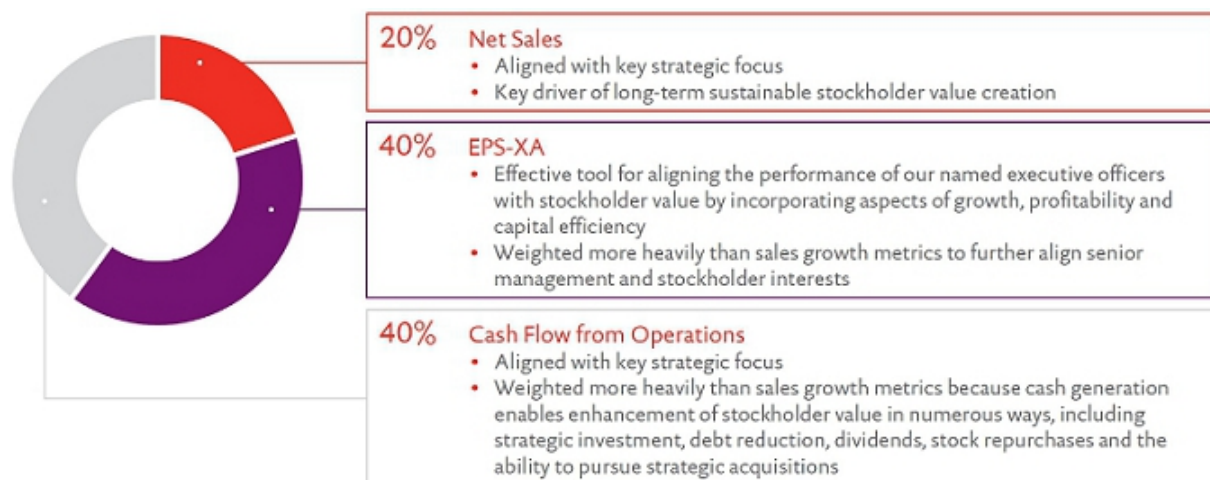 20% Net Sales
• Aligned with key strategic focus
• Key driver of long-term sustainable stockholder value creation
40% EPS-XA
• Effective tool for aligning the performance of our named executive officers
with stockholder value by incorporating aspects of growth, profitability and
capital efficiency
• Weighted more heavily than sales growth metrics to further align senior
management and stockholder interests
40% Cash Flow from Operations
• Aligned with key strategic focus
• Weighted more heavily than sales growth metrics because cash generation
enables enhancement of stockholder value in numerous ways, including
strategic investment, debt reduction, dividends, stock repurchases and the
ability to pursue strategic acquisitions